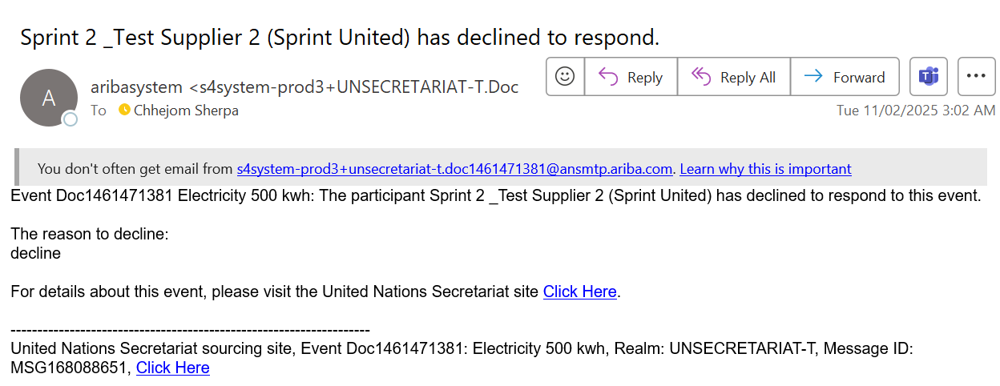 Sprint 2 _Test Supplier 2 (Sprint United) has declined to respond.
A
aribasystem <s4system-prod3+UNSECRETARIAT-T.Doc
To Chhejom Sherpa
Reply
Reply All
Forward
Tue 11/02/2025 3:02 AM
You don't often get email from s4system-prod3+unsecretariat-t.doc1461471381@ansmtp.ariba.com. Learn why this is important
Event Doc1461471381 Electricity 500 kwh: The participant Sprint 2 _Test Supplier 2 (Sprint United) has declined to respond to this event.
The reason to decline:
decline
For details about this event, please visit the United Nations Secretariat site Click Here.
--------------------------------------------------------------------
United Nations Secretariat sourcing site, Event Doc1461471381: Electricity 500 kwh, Realm: UNSECRETARIAT-T, Message ID:
MSG168088651, Click Here